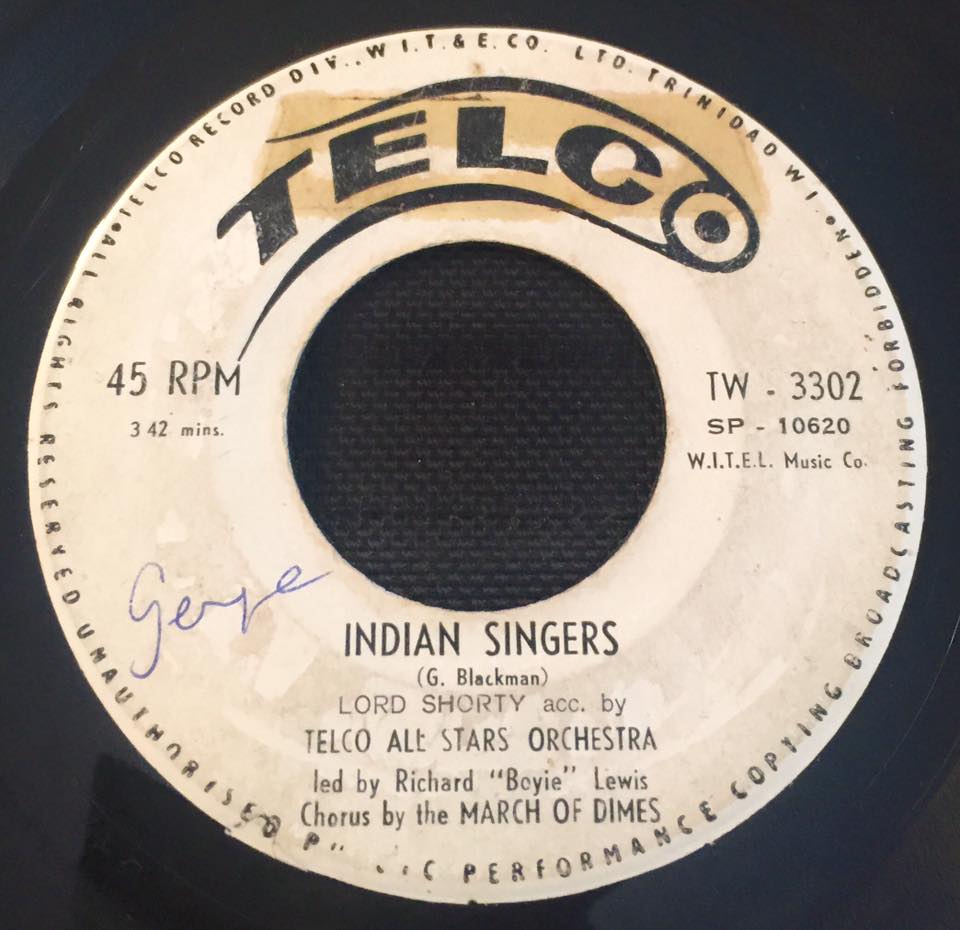 ALL RIGHTS RESERVED UNAUTHORISED PERFORMANCE COPYING BROADCASTING FORBIDDEN • TELCO RECORD DIV., W I.T. & E. CO. LTD. TRINIDAD W.I. •
TELCO
45 RPM
3 42 mins.
TW - 3302
SP - 10620
W.I.T.E.L. Music Co.
George
INDIAN SINGERS
(G. Blackman)
LORD SHORTY acc. by
TELCO ALL STARS ORCHESTRA
led by Richard "Boyie" Lewis
Chorus by the MARCH OF DIMES